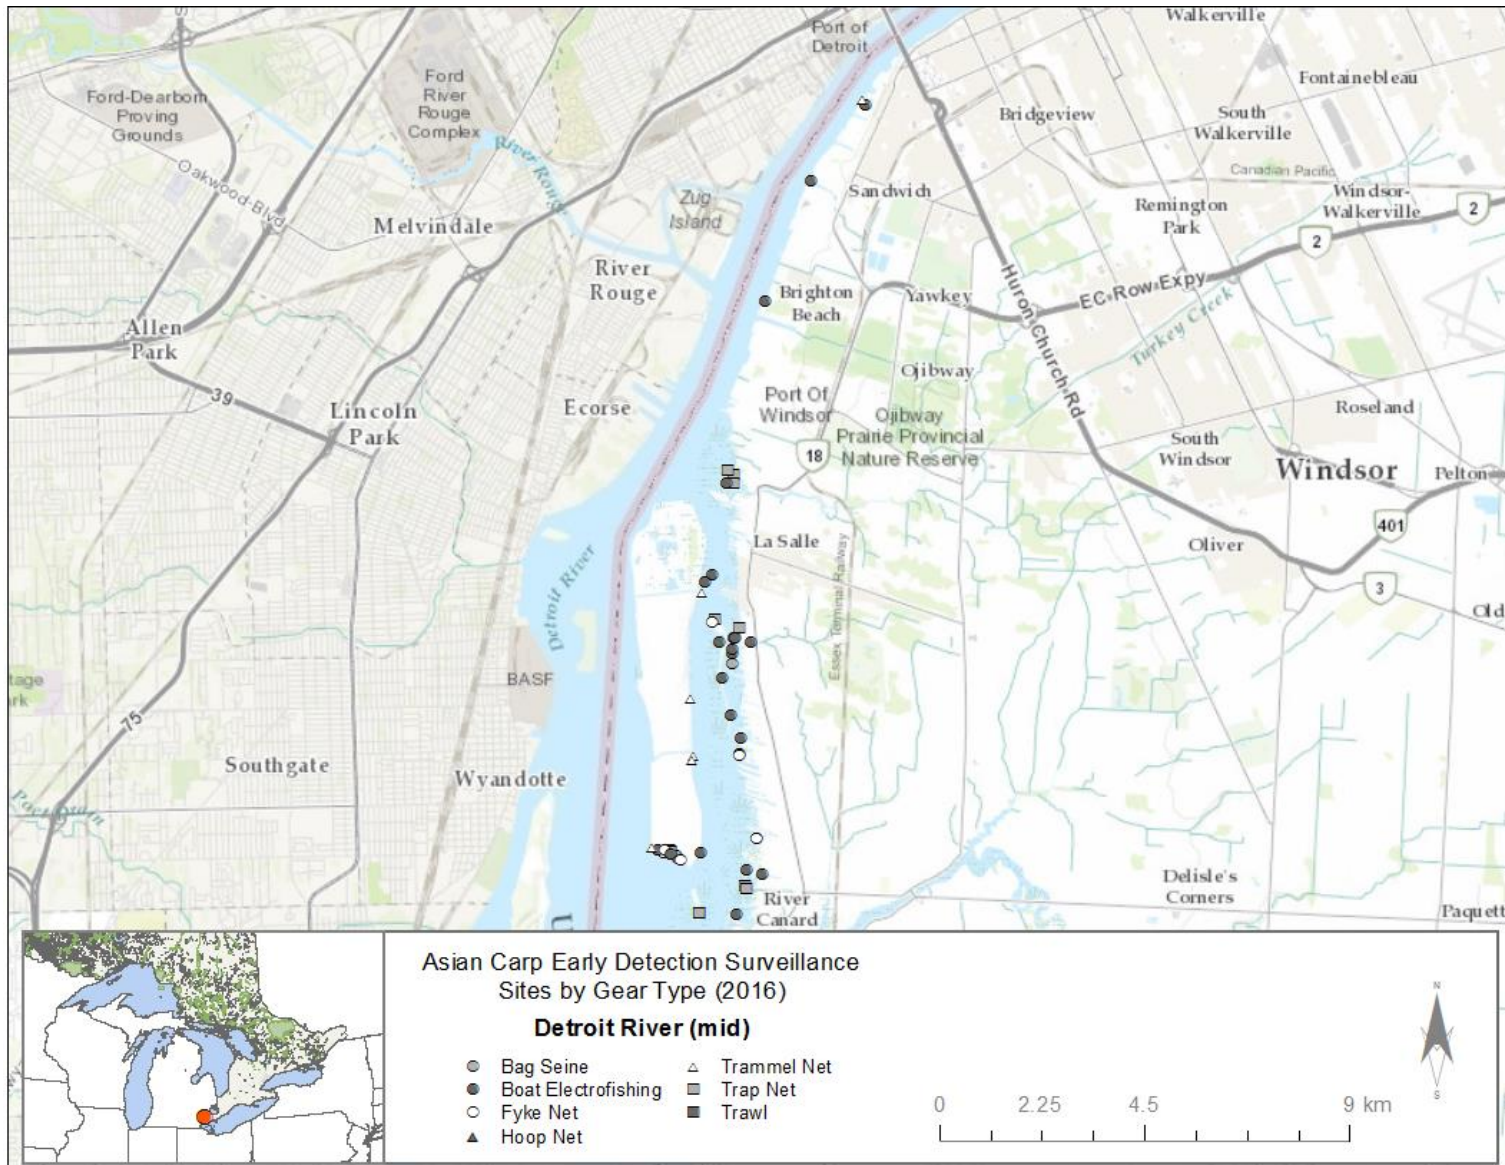 Walkerville
Port of
Detroit
Ford
River
Rouge
Complex
Ford-Dearborn
Proving
Grounds
Fontainebleau
Bridgeview
South
Walkerville
River Rouge
Oakwood-Blvd
Canadian Pacific
Zug
Island
Sandwich
Windsor-
Walkerville
Melvindale
Remington
Park
2
2
River
Rouge
Huron-Church-Rd
EC-Row-Expy
Brighton
Beach
Yawkey
Turkey Creek
Allen
Park
39
Ojibway
Port Of
Windsor
Lincoln
Park
Ecorse
Ojibway
Prairie Provincial
Nature Reserve
Roseland
18
South
Windsor
Windsor
Pelton
401
La Salle
Oliver
Detroit River
Essex Terminal Railway
3
Old
BASF
tage
ark
75
Southgate
Wyandotte
Delisle's
Corners
River
Canard
Paquett
Asian Carp Early Detection Surveillance
Sites by Gear Type (2016)
Detroit River (mid)
Bag Seine
Boat Electrofishing
Fyke Net
Hoop Net
Trammel Net
Trap Net
Trawl
N
S
0 2.25 4.5 9 km